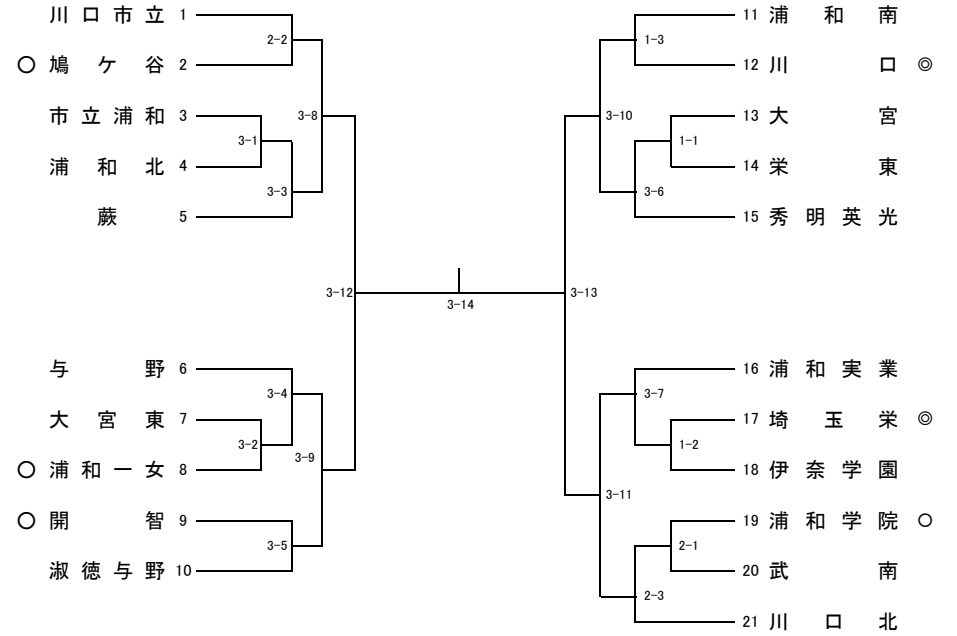 川口市立 1
2-2
○ 鳩ケ谷 2
市立浦和 3
3-8
3-1
浦和北 4
3-3
蕨 5
3-12
与野 6
3-4
大宮東 7
3-2
3-9
○ 浦和一女 8
○ 開智 9
3-5
淑徳与野 10
3-14
11 浦和南
1-3
12 川口 ◎
13 大宮
3-10
1-1
14 栄東
3-6
15 秀明英光
3-13
16 浦和実業
3-7
17 埼玉栄 ◎
1-2
18 伊奈学園
3-11
19 浦和学院 ○
2-1
20 武南
2-3
21 川口北